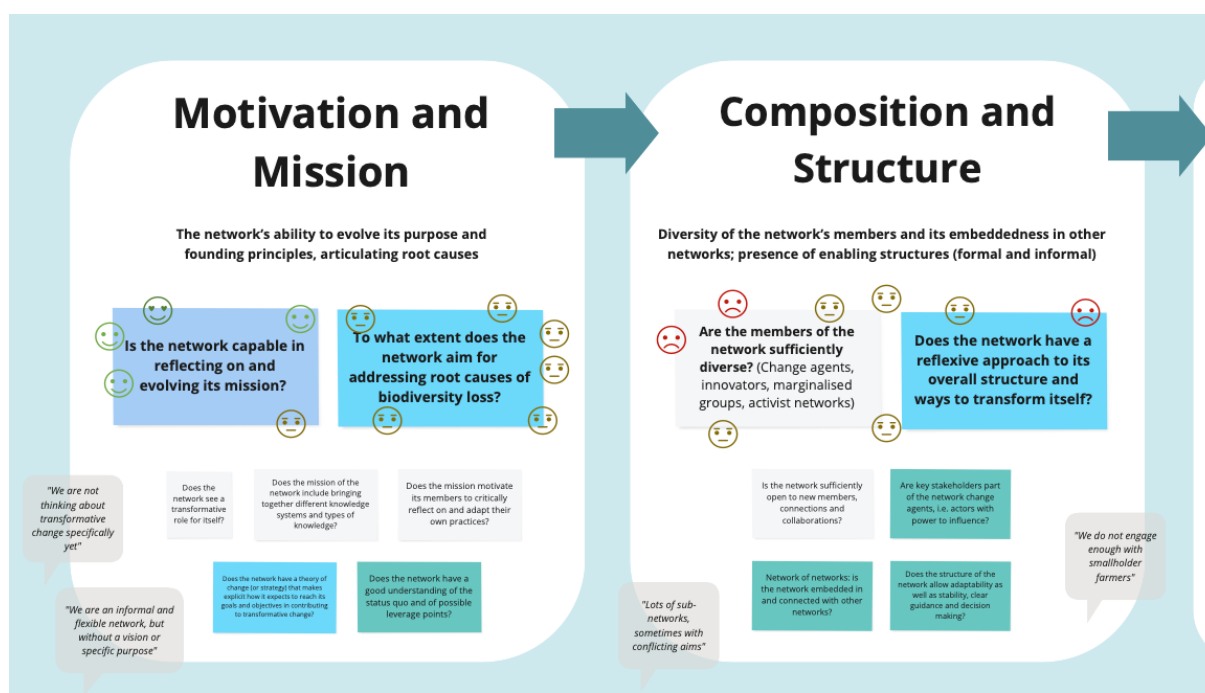 Motivation and
Mission
The network's ability to evolve its purpose and
founding principles, articulating root causes
Is the network capable in
reflecting on and
evolving its mission?
To what extent does the
network aim for
addressing root causes of
biodiversity loss?
Does the
network see a
transformative
role for itself?
Does the mission of the
network include bringing
together different knowledge
systems and types of
knowledge?
Does the mission motivate
its members to critically
reflect on and adapt their
own practices?
Does the network have a theory of
change (or strategy) that makes
explicit how it expects to reach its
goals and objectives in contributing
to transformative change?
Does the network have a
good understanding of the
status quo and of possible
leverage points?
"We are not
thinking about
transformative
change specifically
yet"
"We are an informal and
flexible network, but
without a vision or
specific purpose"
Composition and
Structure
Diversity of the network's members and its embeddedness in other
networks; presence of enabling structures (formal and informal)
Are the members of the
network sufficiently
diverse? (Change agents,
innovators, marginalised
groups, activist networks)
Does the network have a
reflexive approach to its
overall structure and
ways to transform itself?
Is the network sufficiently
open to new members,
connections and
collaborations?
Are key stakeholders part
of the network change
agents, i.e. actors with
power to influence?
Network of networks: is
the network embedded in
and connected with other
networks?
Does the structure of the
network allow adaptability as
well as stability, clear
guidance and decision
making?
"Lots of sub-
networks,
sometimes with
conflicting aims"
"We do not engage
enough with
smallholder
farmers"